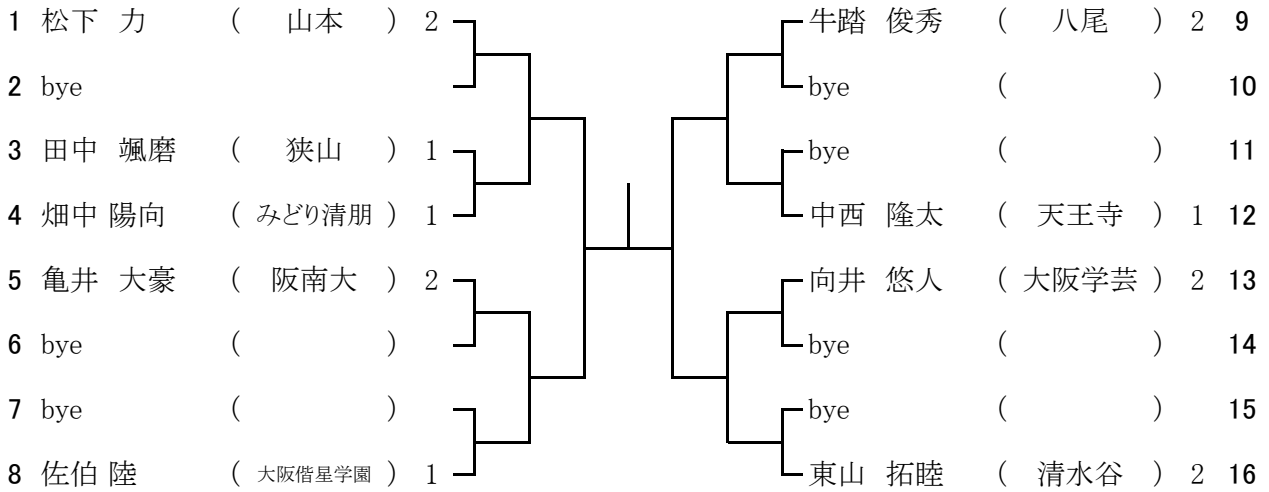 1 松下 力 ( 山本 ) 2
2 bye
3 田中 颯磨 ( 狭山 ) 1
4 畑中 陽向 ( みどり清朋 ) 1
5 亀井 大豪 ( 阪南大 ) 2
6 bye ( )
7 bye ( )
8 佐伯 陸 ( 大阪偕星学園 ) 1
牛踏 俊秀 ( 八尾 ) 2 9
bye ( ) 10
bye ( ) 11
中西 隆太 ( 天王寺 ) 1 12
向井 悠人 ( 大阪学芸 ) 2 13
bye ( ) 14
bye ( ) 15
東山 拓睦 ( 清水谷 ) 2 16